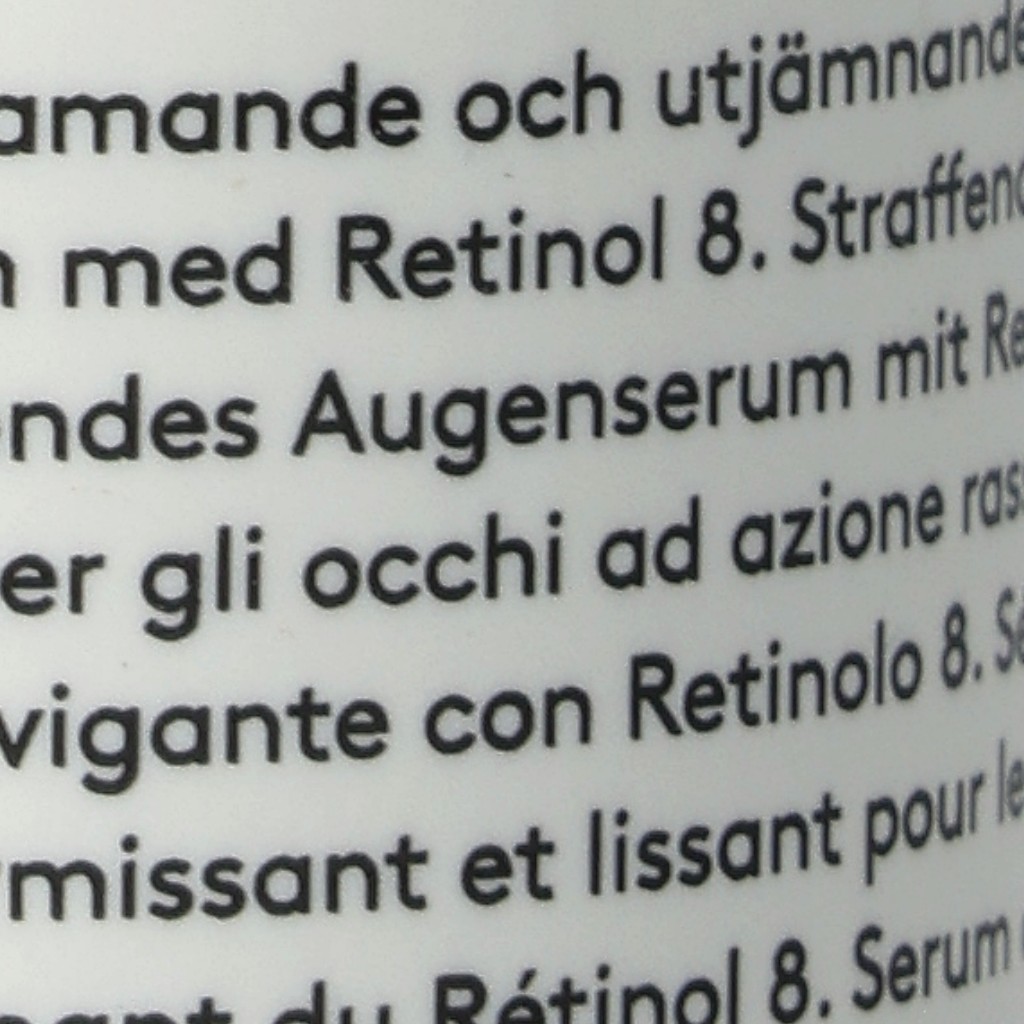 amande och utjämnande
med Retinol 8. Straffend
ndes Augenserum mit Re
er gli occhi ad azione ras
vigante con Retinolo 8. Sé
missant et lissant pour le
du Rétinol 8. Serum